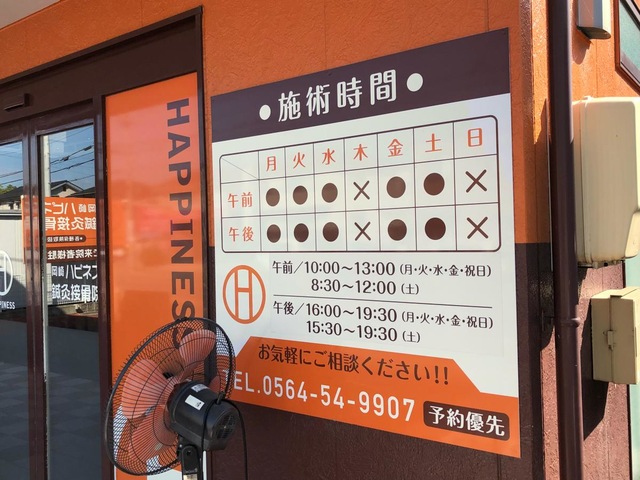 HAPPINESS
●施術時間●
月 火 水 木 金 土 日
午前 ● ● ● × ● ● ×
午後 ● ● ● × ● ● ×
H
午前/10:00〜13:00(月・火・水・金・祝日)
8:30〜12:00(土)
午後/16:00〜19:30(月・火・水・金・祝日)
15:30〜19:30(土)
お気軽にご相談ください!!
TEL.0564-54-9907 予約優先